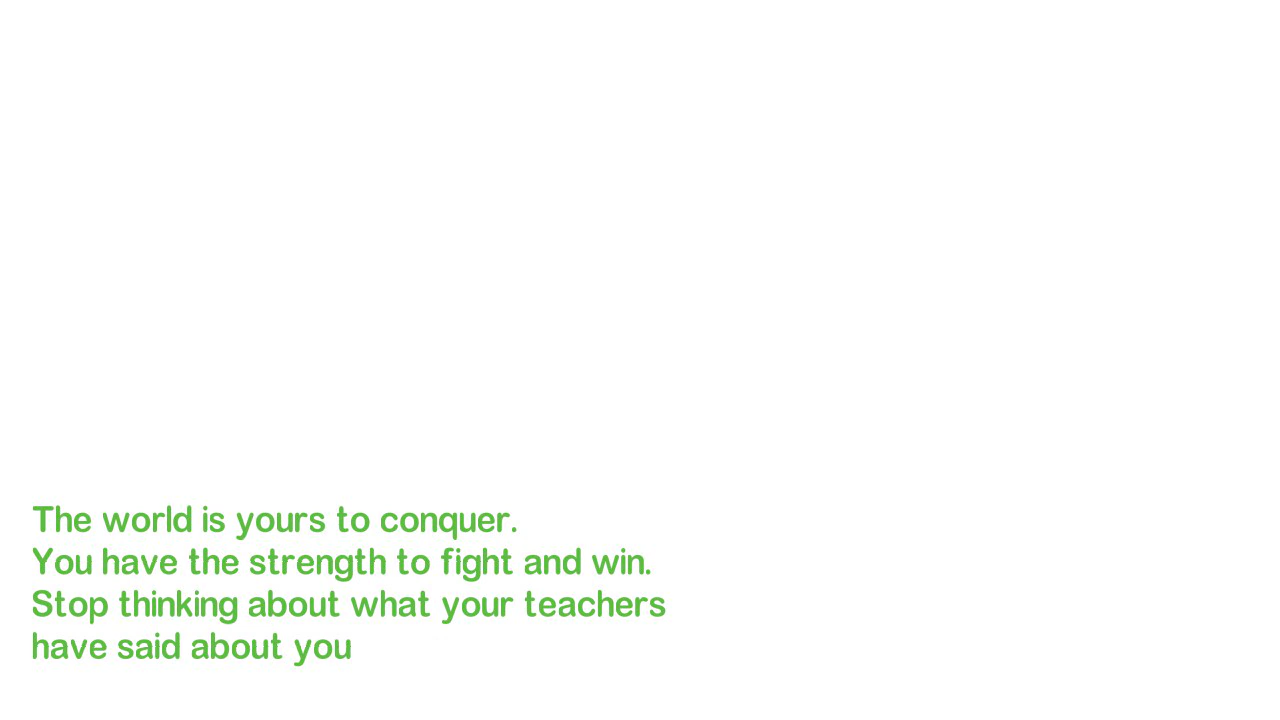 The world is yours to conquer.
You have the strength to fight and win.
Stop thinking about what your teachers
have said about you